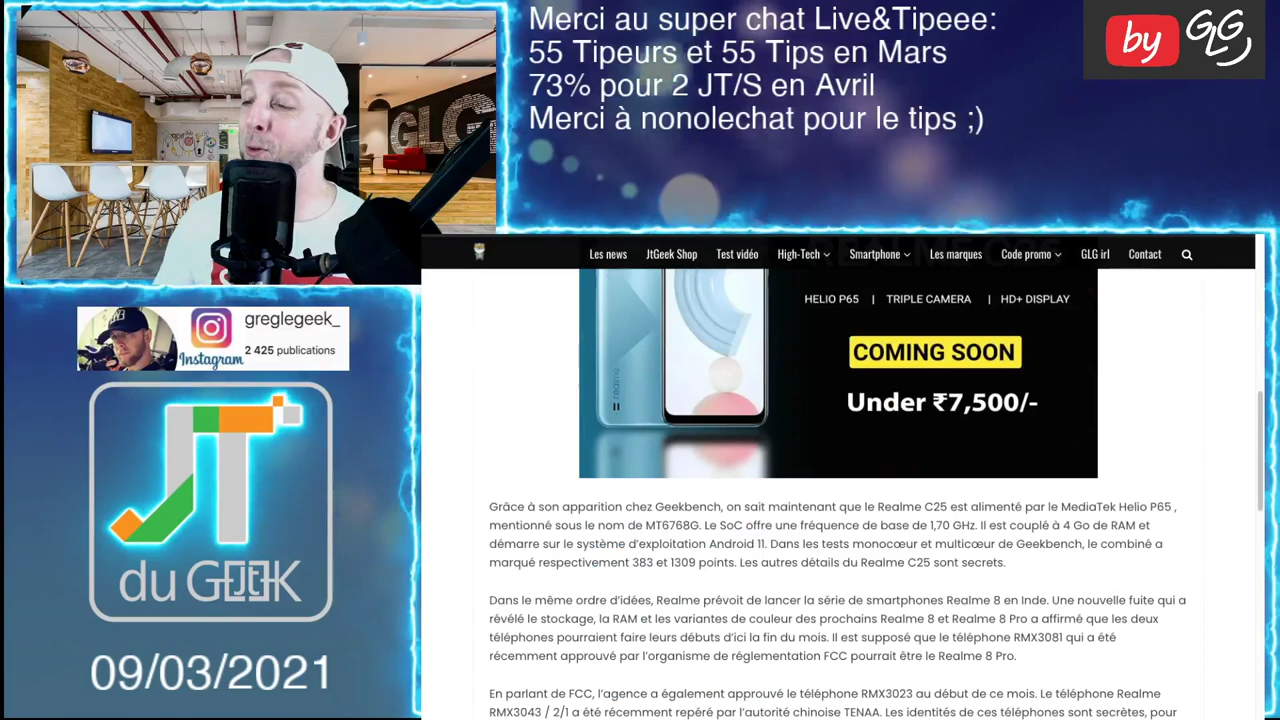 Merci au super chat Live&Tipeee:
55 Tipeurs et 55 Tips en Mars
73% pour 2 JT/S en Avril
Merci à nonolechat pour le tips ;)
by GLG
GLG
greglegeek_
Instagram
2 425 publications
JT
du GEEK
09/03/2021
Les news JtGeek Shop Test vidéo High-Tech Smartphone Les marques Code promo GLG irl Contact
HELIO P65 | TRIPLE CAMERA | HD+ DISPLAY
COMING SOON
Under ₹7,500/-
realme
Grâce à son apparition chez Geekbench, on sait maintenant que le Realme C25 est alimenté par le MediaTek Helio P65 ,
mentionné sous le nom de MT6768G. Le SoC offre une fréquence de base de 1,70 GHz. Il est couplé à 4 Go de RAM et
démarre sur le système d'exploitation Android 11. Dans les tests monocœur et multicœur de Geekbench, le combiné a
marqué respectivement 383 et 1309 points. Les autres détails du Realme C25 sont secrets.
Dans le même ordre d'idées, Realme prévoit de lancer la série de smartphones Realme 8 en Inde. Une nouvelle fuite qui a
révélé le stockage, la RAM et les variantes de couleur des prochains Realme 8 et Realme 8 Pro a affirmé que les deux
téléphones pourraient faire leurs débuts d'ici la fin du mois. Il est supposé que le téléphone RMX3081 qui a été
récemment approuvé par l'organisme de réglementation FCC pourrait être le Realme 8 Pro.
En parlant de FCC, l'agence a également approuvé le téléphone RMX3023 au début de ce mois. Le téléphone Realme
RMX3043 / 2/1 a été récemment repéré par l'autorité chinoise TENAA. Les identités de ces téléphones sont secrètes, pour